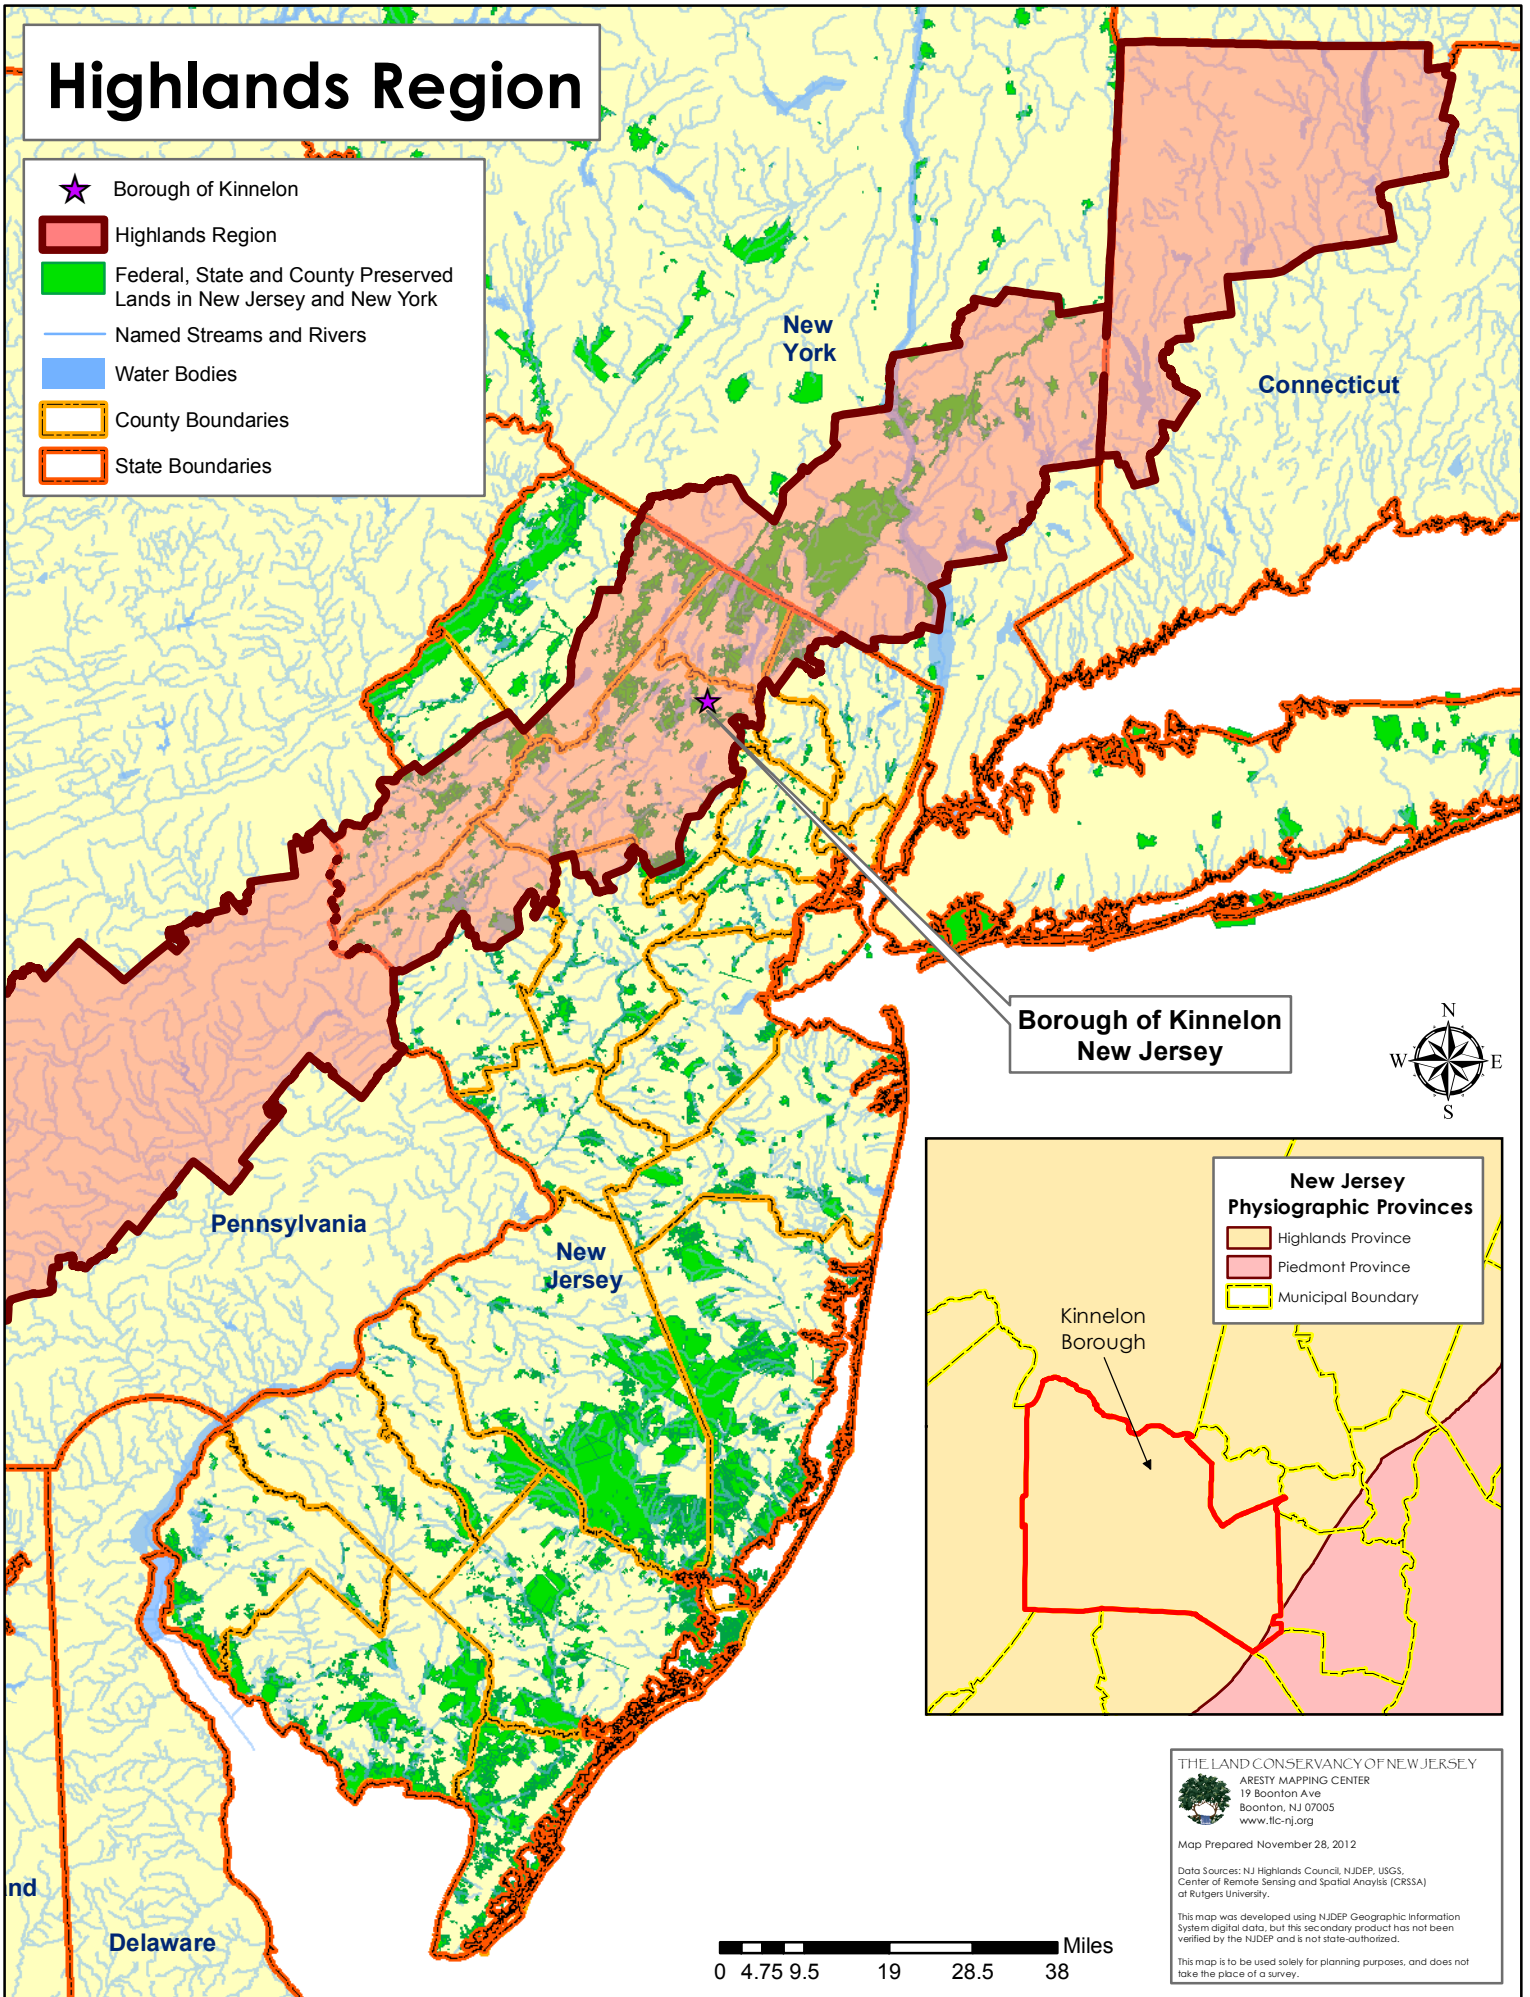 Highlands Region
Borough of Kinnelon
Highlands Region
Federal, State and County Preserved
Lands in New Jersey and New York
Named Streams and Rivers
Water Bodies
County Boundaries
State Boundaries
New
York
Connecticut
Borough of Kinnelon
New Jersey
N
W
E
S
Pennsylvania
New
Jersey
New Jersey
Physiographic Provinces
Highlands Province
Piedmont Province
Municipal Boundary
Kinnelon
Borough
THE LAND CONSERVANCY OF NEW JERSEY
ARESTY MAPPING CENTER
19 Boonton Ave
Boonton, NJ 07005
www.tlc-nj.org
Map Prepared November 28, 2012
Data Sources: NJ Highlands Council, NJDEP, USGS,
Center of Remote Sensing and Spatial Anaylsis (CRSSA)
at Rutgers University.
This map was developed using NJDEP Geographic Information
System digital data, but this secondary product has not been
verified by the NJDEP and is not state-authorized.
This map is to be used solely for planning purposes, and does not
take the place of a survey.
nd
Delaware
Miles
0 4.75 9.5 19 28.5 38